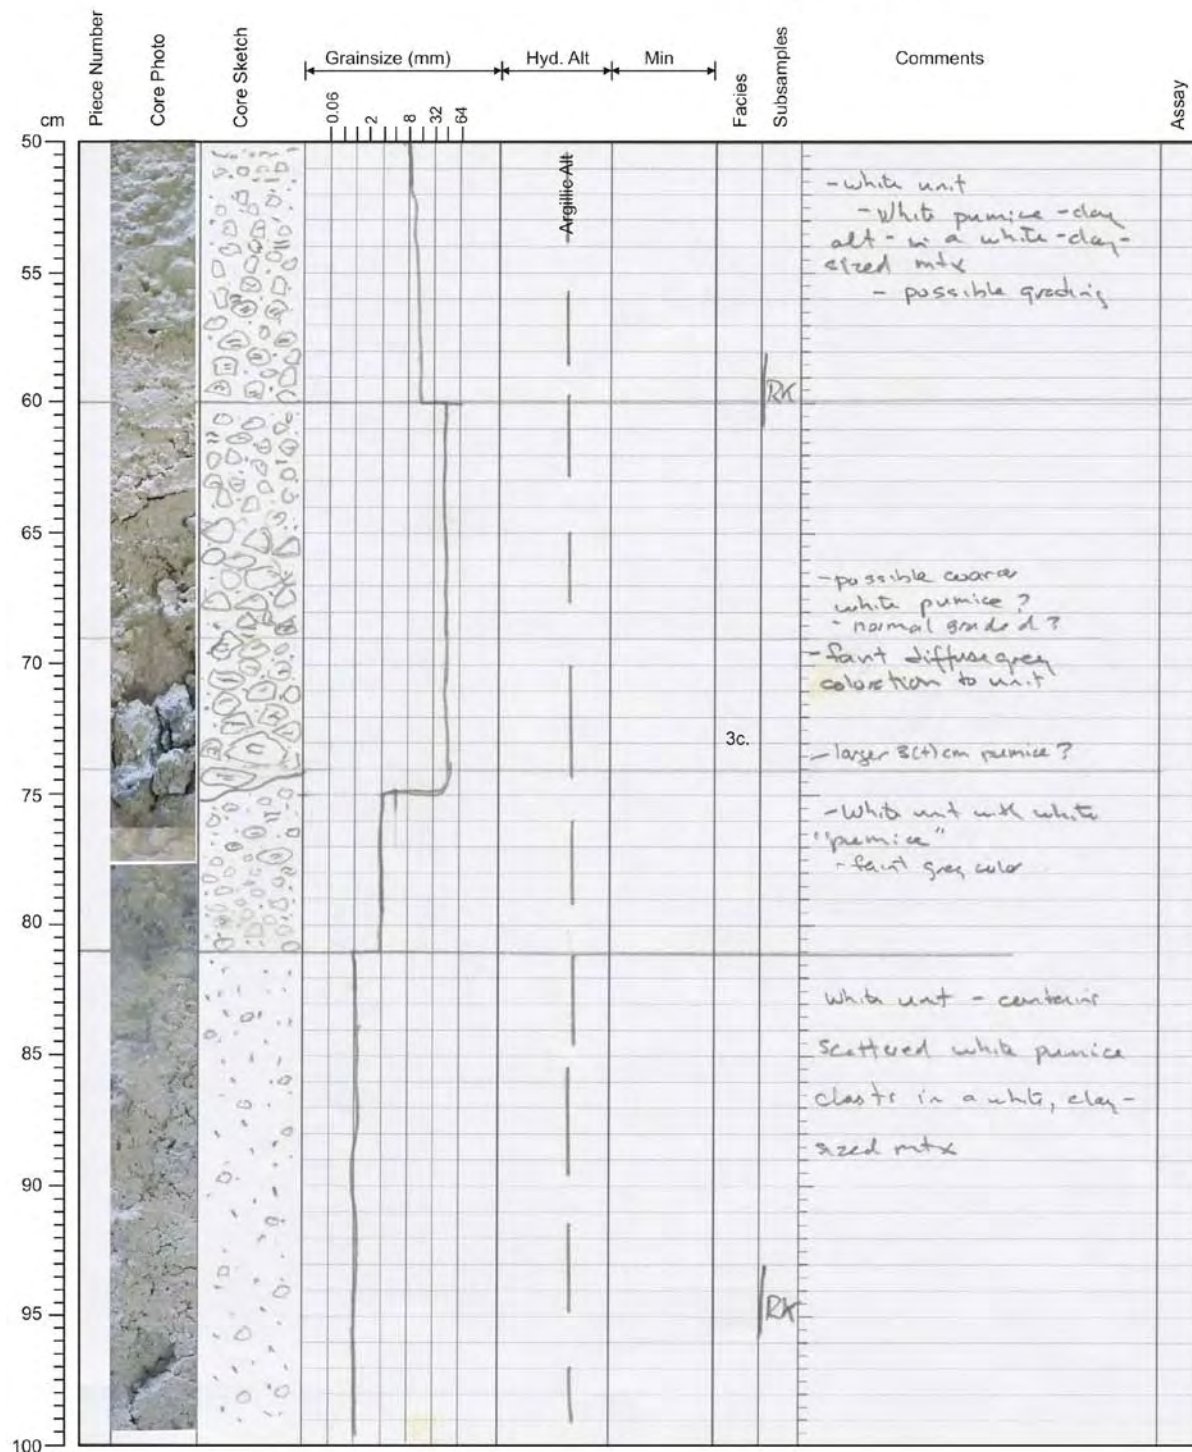 cm
Piece Number
Core Photo
Core Sketch
Grainsize (mm)
0.06
2
8
32
64
Hyd. Alt
Min
Facies
Subsamples
Comments
Assay
50
55
60
65
70
75
80
85
90
95
100
Argillic Alt
3c.
RK
RK
-white unit
-White pumice -clay
alt - in a white -clay-
sized mtx
- possible grading
-possible coarser
white pumice?
- normal graded?
-faint diffuse grey
coloration to unit
-larger 3(+)cm pumice?
-White unit with white
"pumice"
-faint grey color
White unit - contains
scattered white pumice
clasts in a white, clay-
sized mtx